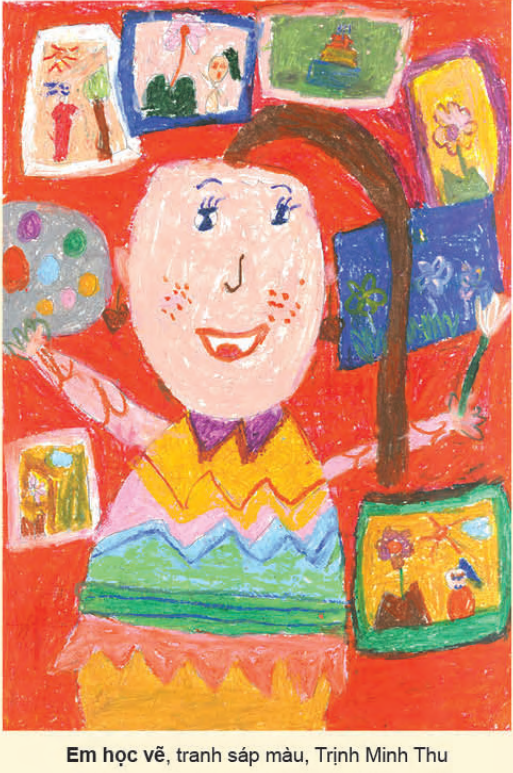 Em học vẽ, tranh sáp màu, Trịnh Minh Thu